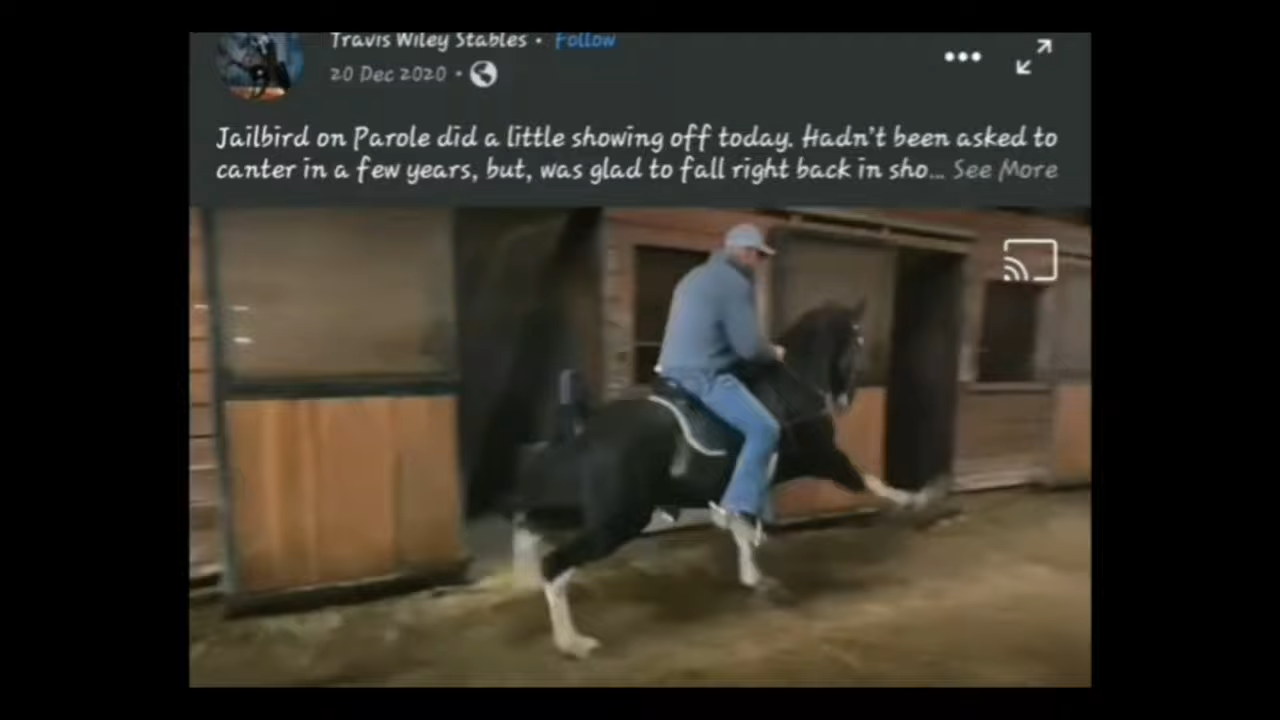 Travis Wiley Stables • Follow
20 Dec 2020 •
Jailbird on Parole did a little showing off today. Hadn't been asked to
canter in a few years, but, was glad to fall right back in sho... See More